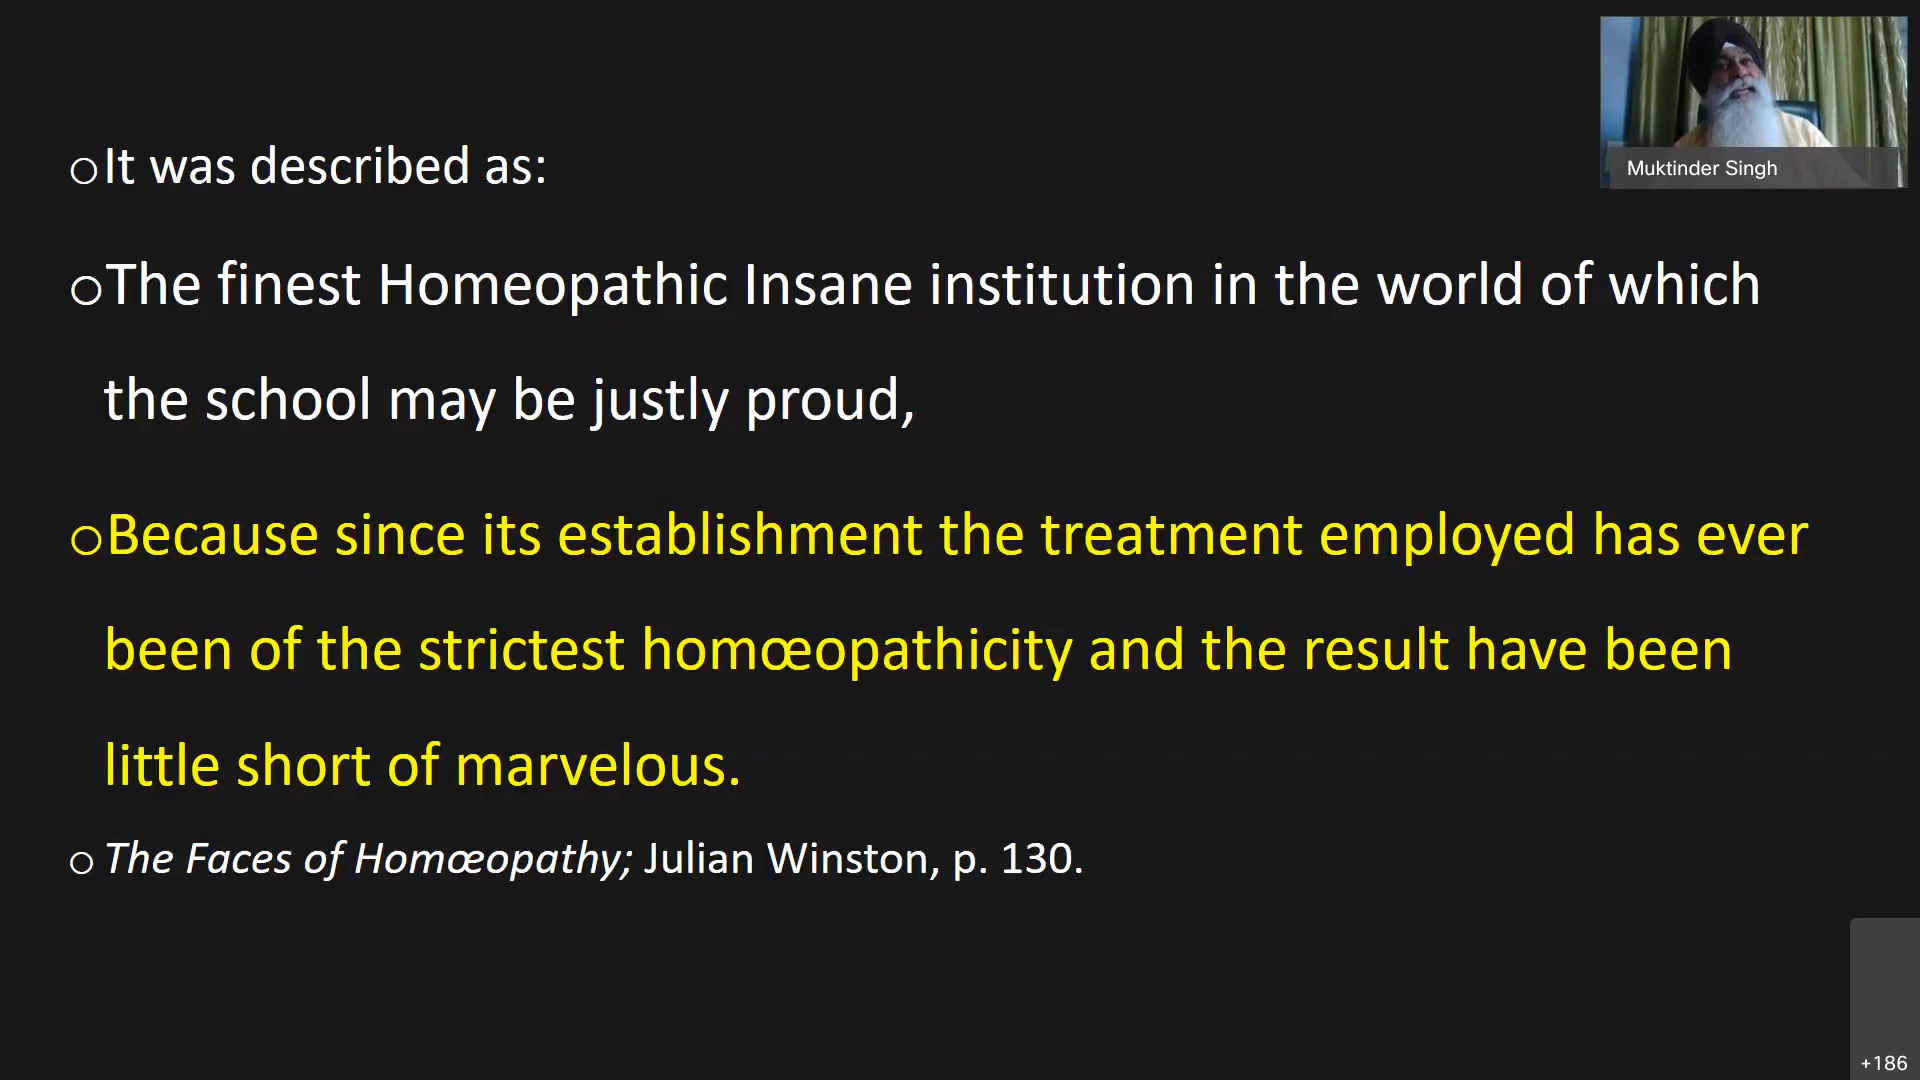 Muktinder Singh
oIt was described as:
oThe finest Homeopathic Insane institution in the world of which
the school may be justly proud,
oBecause since its establishment the treatment employed has ever
been of the strictest homœopathicity and the result have been
little short of marvelous.
o The Faces of Homœopathy; Julian Winston, p. 130.
+186